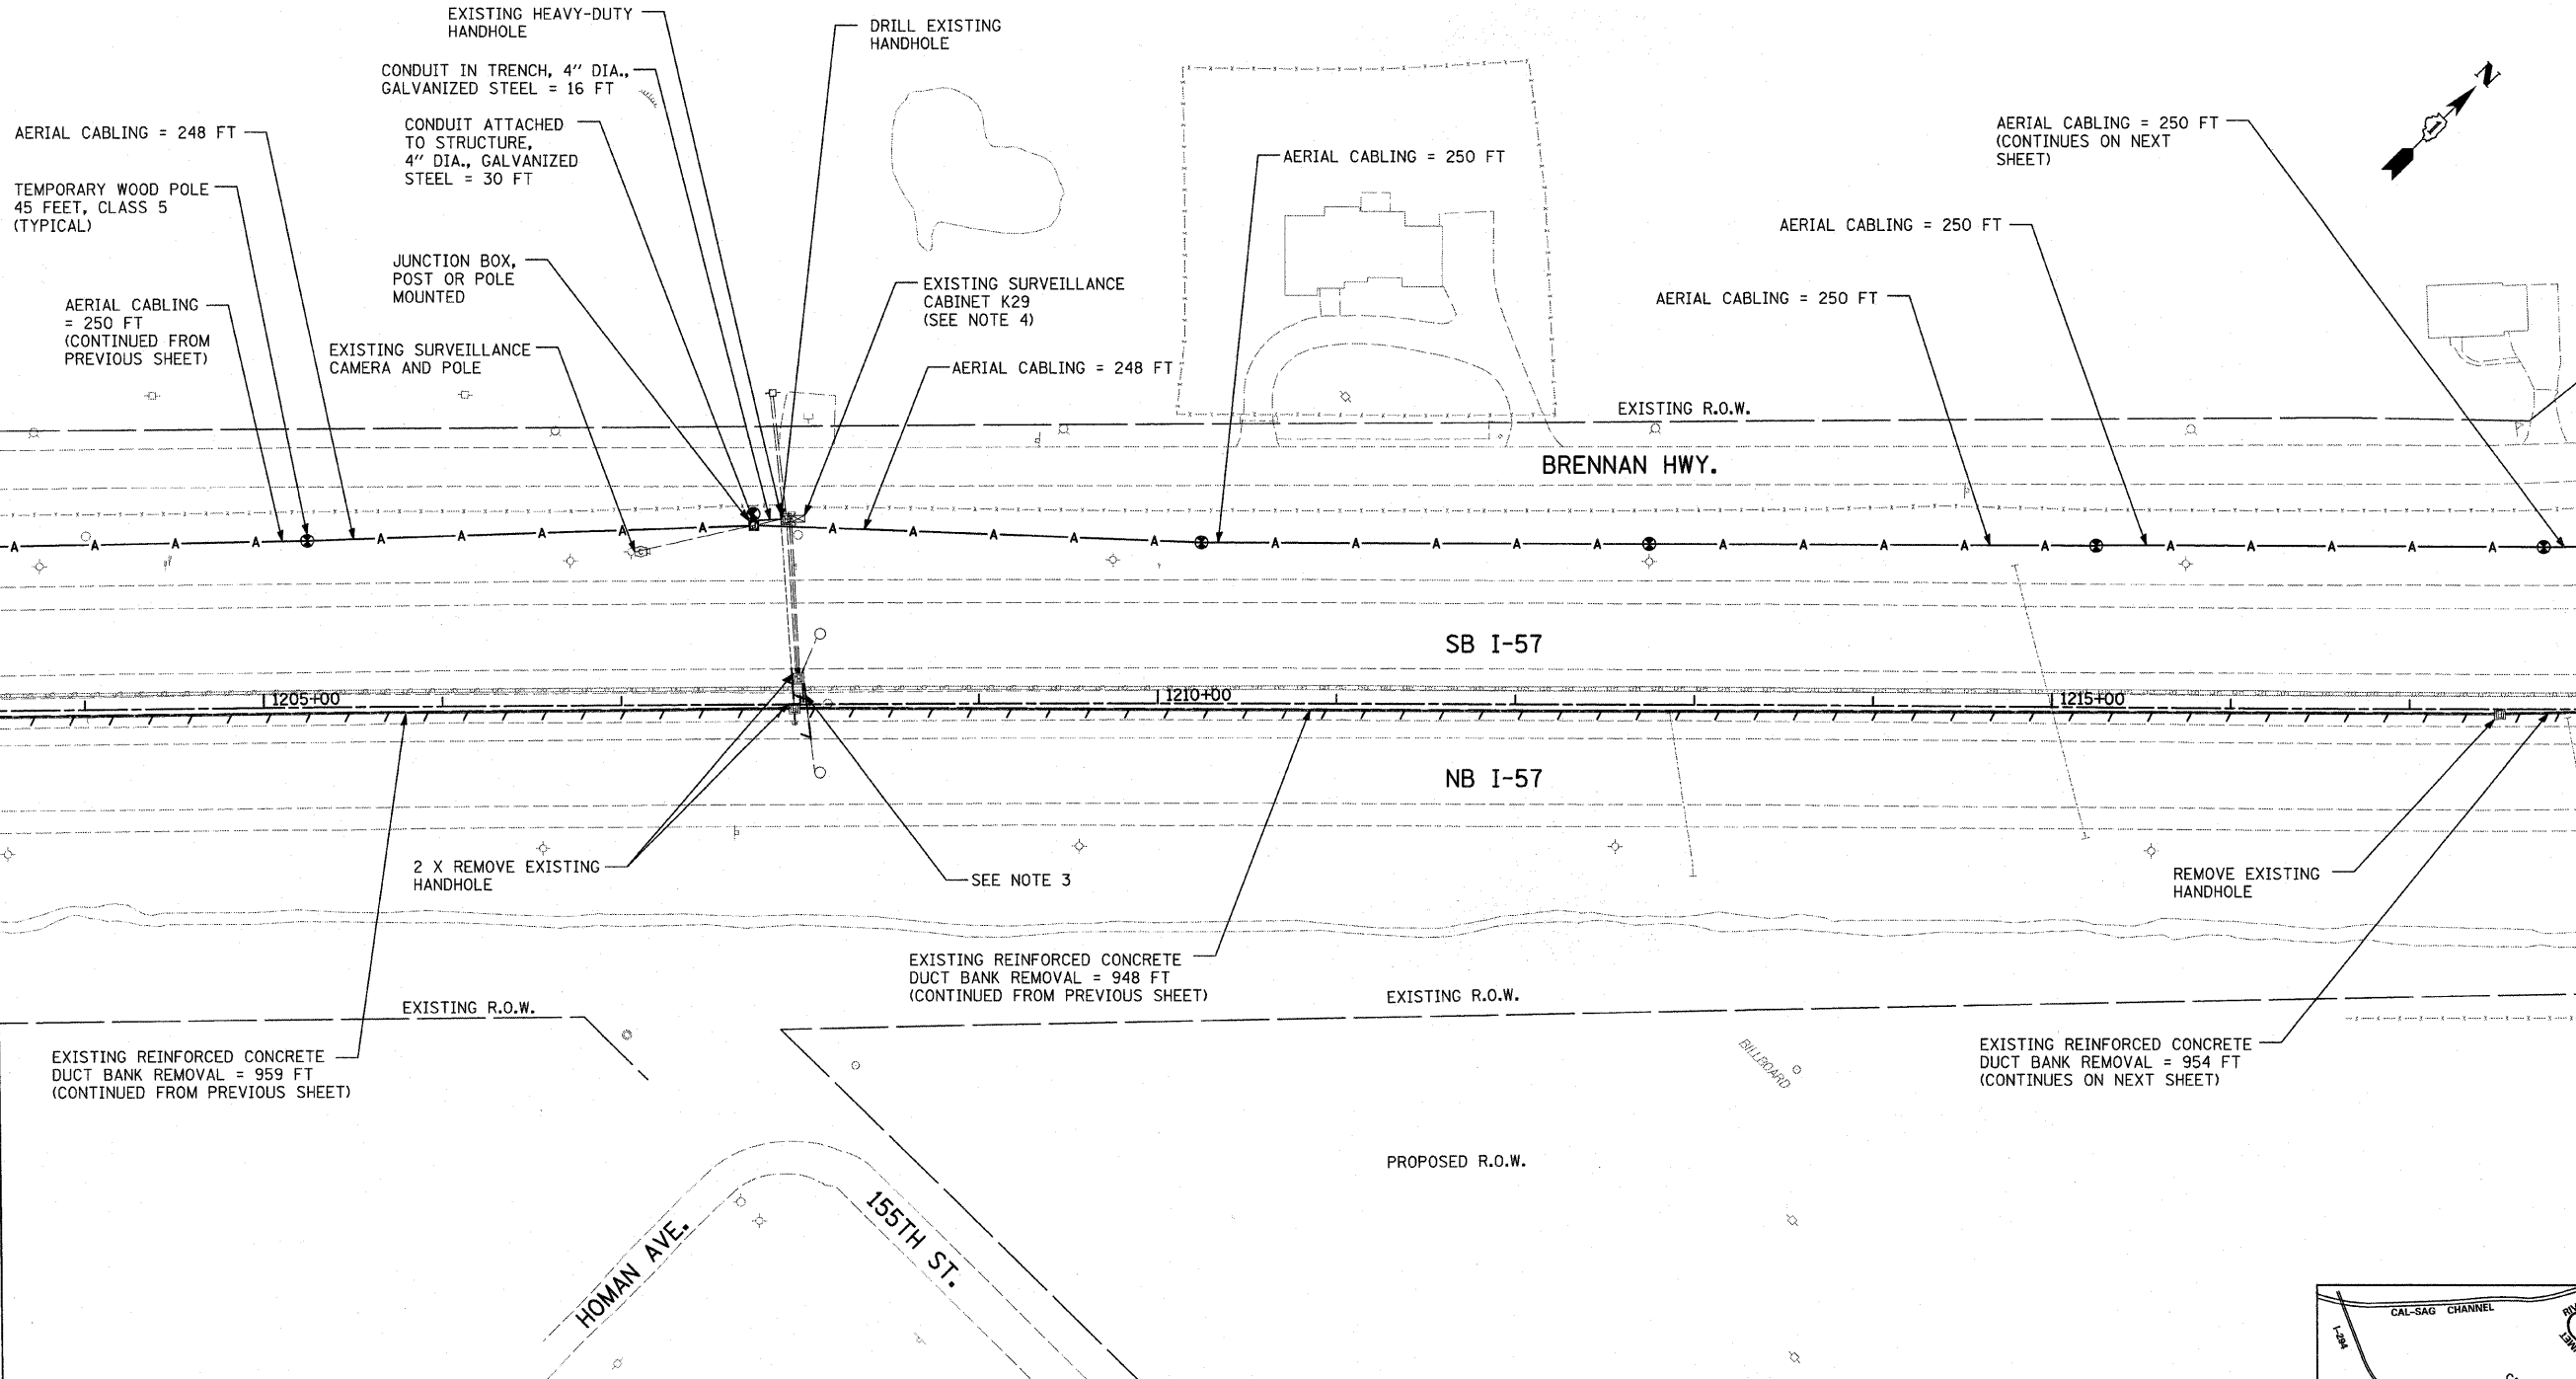 EXISTING HEAVY-DUTY
HANDHOLE
DRILL EXISTING
HANDHOLE
CONDUIT IN TRENCH, 4" DIA.,
GALVANIZED STEEL = 16 FT
N
AERIAL CABLING = 248 FT
CONDUIT ATTACHED
TO STRUCTURE,
4" DIA., GALVANIZED
STEEL = 30 FT
AERIAL CABLING = 250 FT
AERIAL CABLING = 250 FT
(CONTINUES ON NEXT
SHEET)
TEMPORARY WOOD POLE
45 FEET, CLASS 5
(TYPICAL)
AERIAL CABLING = 250 FT
JUNCTION BOX,
POST OR POLE
MOUNTED
EXISTING SURVEILLANCE
CABINET K29
(SEE NOTE 4)
AERIAL CABLING = 250 FT
AERIAL CABLING
= 250 FT
(CONTINUED FROM
PREVIOUS SHEET)
EXISTING SURVEILLANCE
CAMERA AND POLE
AERIAL CABLING = 248 FT
EXISTING R.O.W.
BRENNAN HWY.
A A A A A A A A A A A A A A A A A A A A A A A A A A A A A A
SB I-57
1205+00
1210+00
1215+00
NB I-57
2 X REMOVE EXISTING
HANDHOLE
SEE NOTE 3
REMOVE EXISTING
HANDHOLE
EXISTING REINFORCED CONCRETE
DUCT BANK REMOVAL = 948 FT
(CONTINUED FROM PREVIOUS SHEET)
EXISTING R.O.W.
EXISTING R.O.W.
EXISTING REINFORCED CONCRETE
DUCT BANK REMOVAL = 959 FT
(CONTINUED FROM PREVIOUS SHEET)
BILLBOARD
EXISTING REINFORCED CONCRETE
DUCT BANK REMOVAL = 954 FT
(CONTINUES ON NEXT SHEET)
PROPOSED R.O.W.
HOMAN AVE.
155TH ST.
CAL-SAG CHANNEL
I-294